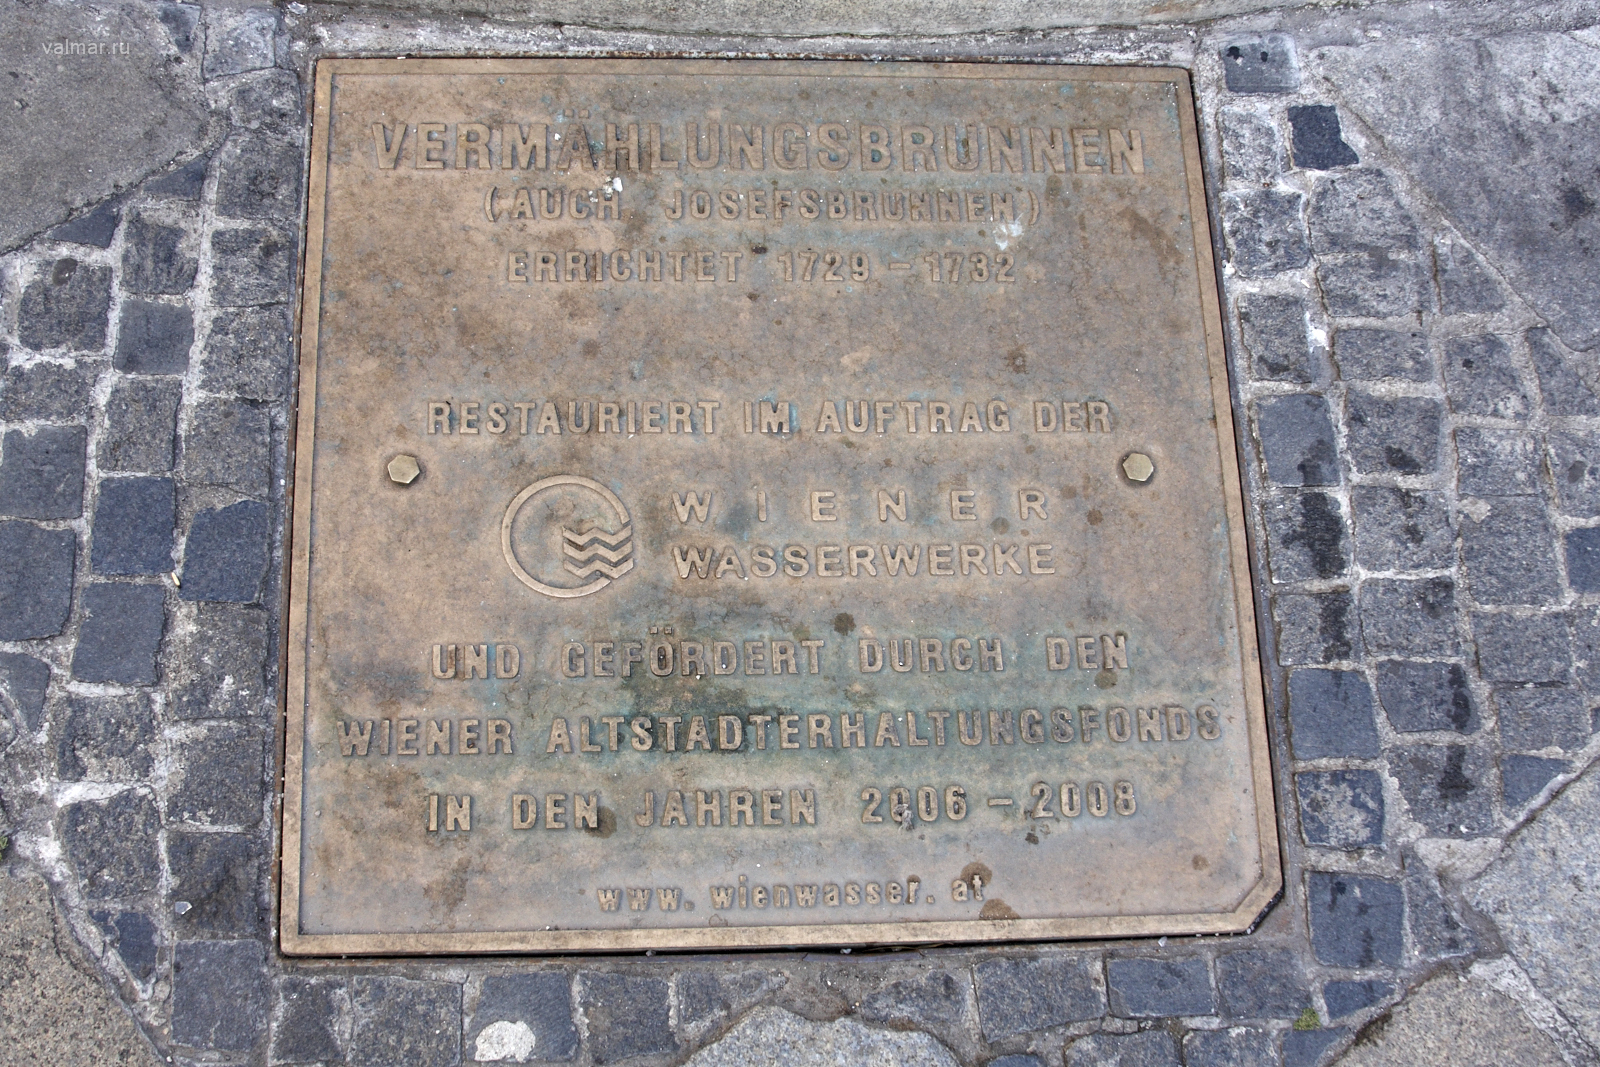 valmar.ru
VERMÄHLUNGSBRUNNEN
(AUCH JOSEFSBRUNNEN)
ERRICHTET 1729 – 1732
RESTAURIERT IM AUFTRAG DER
WIENER
WASSERWERKE
UND GEFÖRDERT DURCH DEN
WIENER ALTSTADTERHALTUNGSFONDS
IN DEN JAHREN 2006 – 2008
www.wienwasser.at